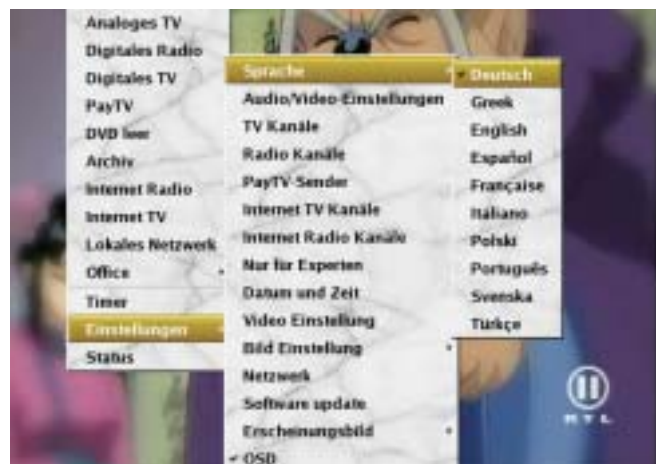 Analoges TV
Digitales Radio
Digitales TV
PayTV
DVD leer
Archiv
Internet Radio
Internet TV
Lokales Netzwerk
Office
Timer
Einstellungen
Status
Sprache
Audio/Video-Einstellungen
TV Kanäle
Radio Kanäle
PayTV-Sender
Internet TV Kanäle
Internet Radio Kanäle
Nur für Experten
Datum und Zeit
Video Einstellung
Bild Einstellung
Netzwerk
Software update
Erscheinungsbild
OSD
Deutsch
Greek
English
Español
Française
Italiano
Polski
Português
Svenska
Türkçe
RTL